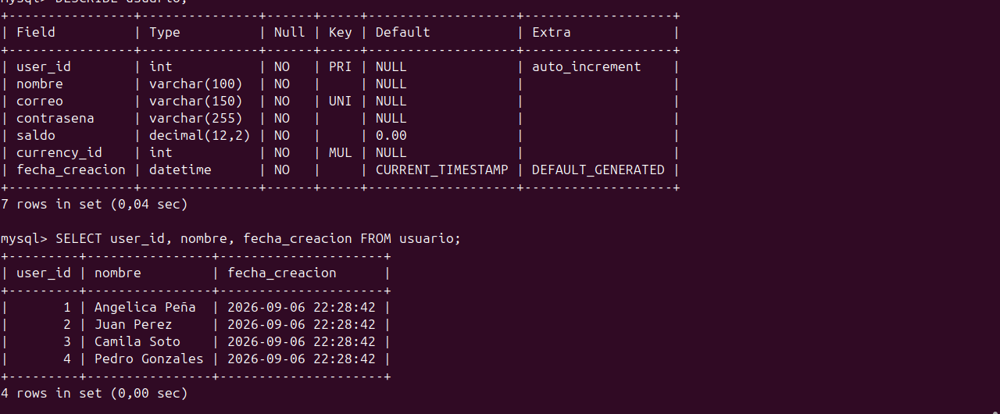 mysql> DESCRIBE usuario;
+----------------+---------------+------+-----+-------------------+-------------------+
| Field          | Type          | Null | Key | Default           | Extra             |
+----------------+---------------+------+-----+-------------------+-------------------+
| user_id        | int           | NO   | PRI | NULL              | auto_increment    |
| nombre         | varchar(100)  | NO   |     | NULL              |                   |
| correo         | varchar(150)  | NO   | UNI | NULL              |                   |
| contrasena     | varchar(255)  | NO   |     | NULL              |                   |
| saldo          | decimal(12,2) | NO   |     | 0.00              |                   |
| currency_id    | int           | NO   | MUL | NULL              |                   |
| fecha_creacion | datetime      | NO   |     | CURRENT_TIMESTAMP | DEFAULT_GENERATED |
+----------------+---------------+------+-----+-------------------+-------------------+
7 rows in set (0,04 sec)

mysql> SELECT user_id, nombre, fecha_creacion FROM usuario;
+---------+----------------+---------------------+
| user_id | nombre         | fecha_creacion      |
+---------+----------------+---------------------+
|       1 | Angelica Peña  | 2026-09-06 22:28:42 |
|       2 | Juan Perez     | 2026-09-06 22:28:42 |
|       3 | Camila Soto    | 2026-09-06 22:28:42 |
|       4 | Pedro Gonzales | 2026-09-06 22:28:42 |
+---------+----------------+---------------------+
4 rows in set (0,00 sec)